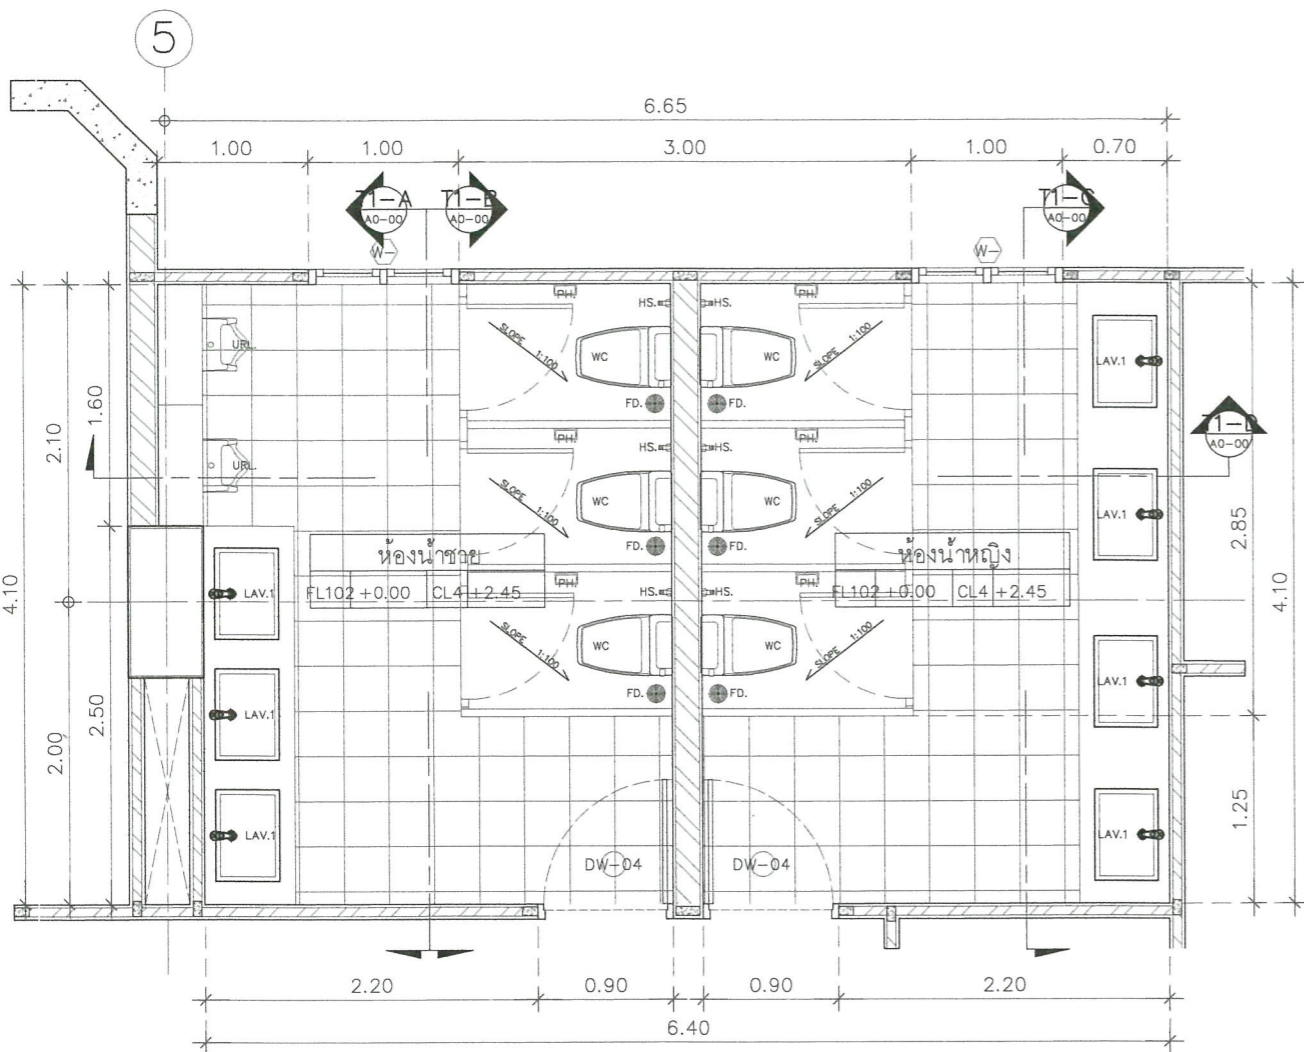 5
6.65
1.00 1.00 3.00 1.00 0.70
T1-A T1-B T1-C
A0-00 A0-00 A0-00
W- W-
PH. PH.
HS. HS.
URL.
SLOPE 1:100 WC WC SLOPE 1:100
LAV.1
FD. FD.
1.60
2.10
T1-D
A0-00
PH. PH.
HS. HS.
URL.
SLOPE 1:100 WC WC SLOPE 1:100
LAV.1
2.85
FD. FD.
ห้องน้ำชาย ห้องน้ำหญิง
FL102 +0.00 CL4 +2.45 FL102 +0.00 CL4 +2.45
LAV.1
PH. PH.
HS. HS.
4.10 4.10
SLOPE 1:100 WC WC SLOPE 1:100
LAV.1
FD. FD.
LAV.1
2.50
2.00
1.25
LAV.1 LAV.1
DW-04 DW-04
2.20 0.90 0.90 2.20
6.40